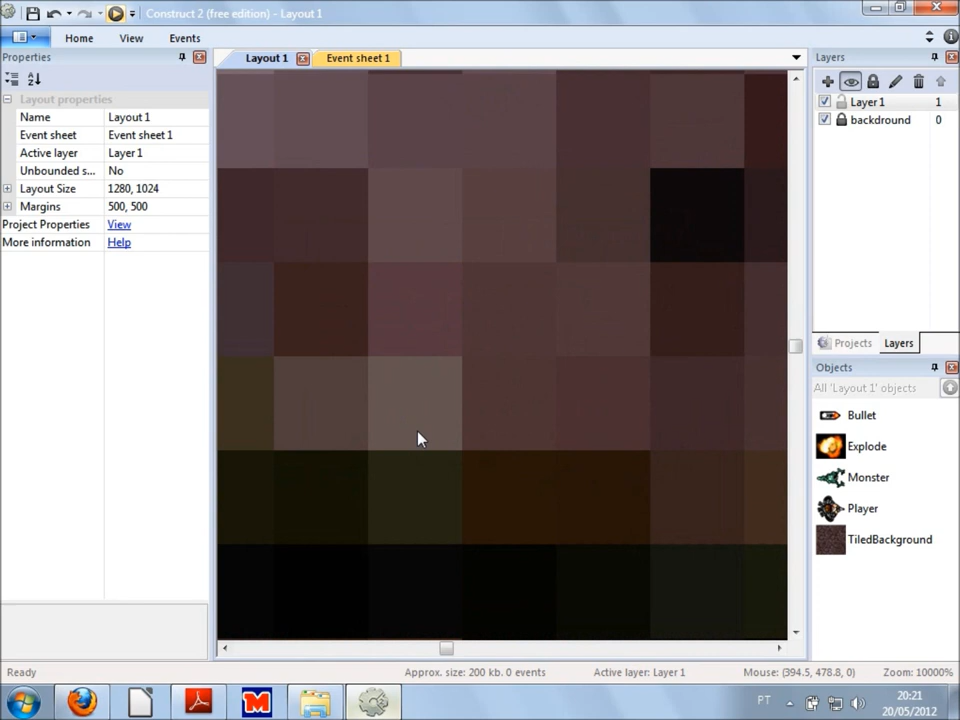 Construct 2 (free edition) - Layout 1
Home View Events
Properties
Layout 1 Event sheet 1
Layers
Layout properties
Name Layout 1
Event sheet Event sheet 1
Active layer Layer 1
Unbounded s... No
Layout Size 1280, 1024
Margins 500, 500
Project Properties View
More information Help
Layer 1 1
backdround 0
Projects Layers
Objects
All 'Layout 1' objects
Bullet
Explode
Monster
Player
TiledBackground
Ready Approx. size: 200 kb. 0 events Active layer: Layer 1 Mouse: (394.5, 478.8, 0) Zoom: 10000%
PT 20:21
20/05/2012